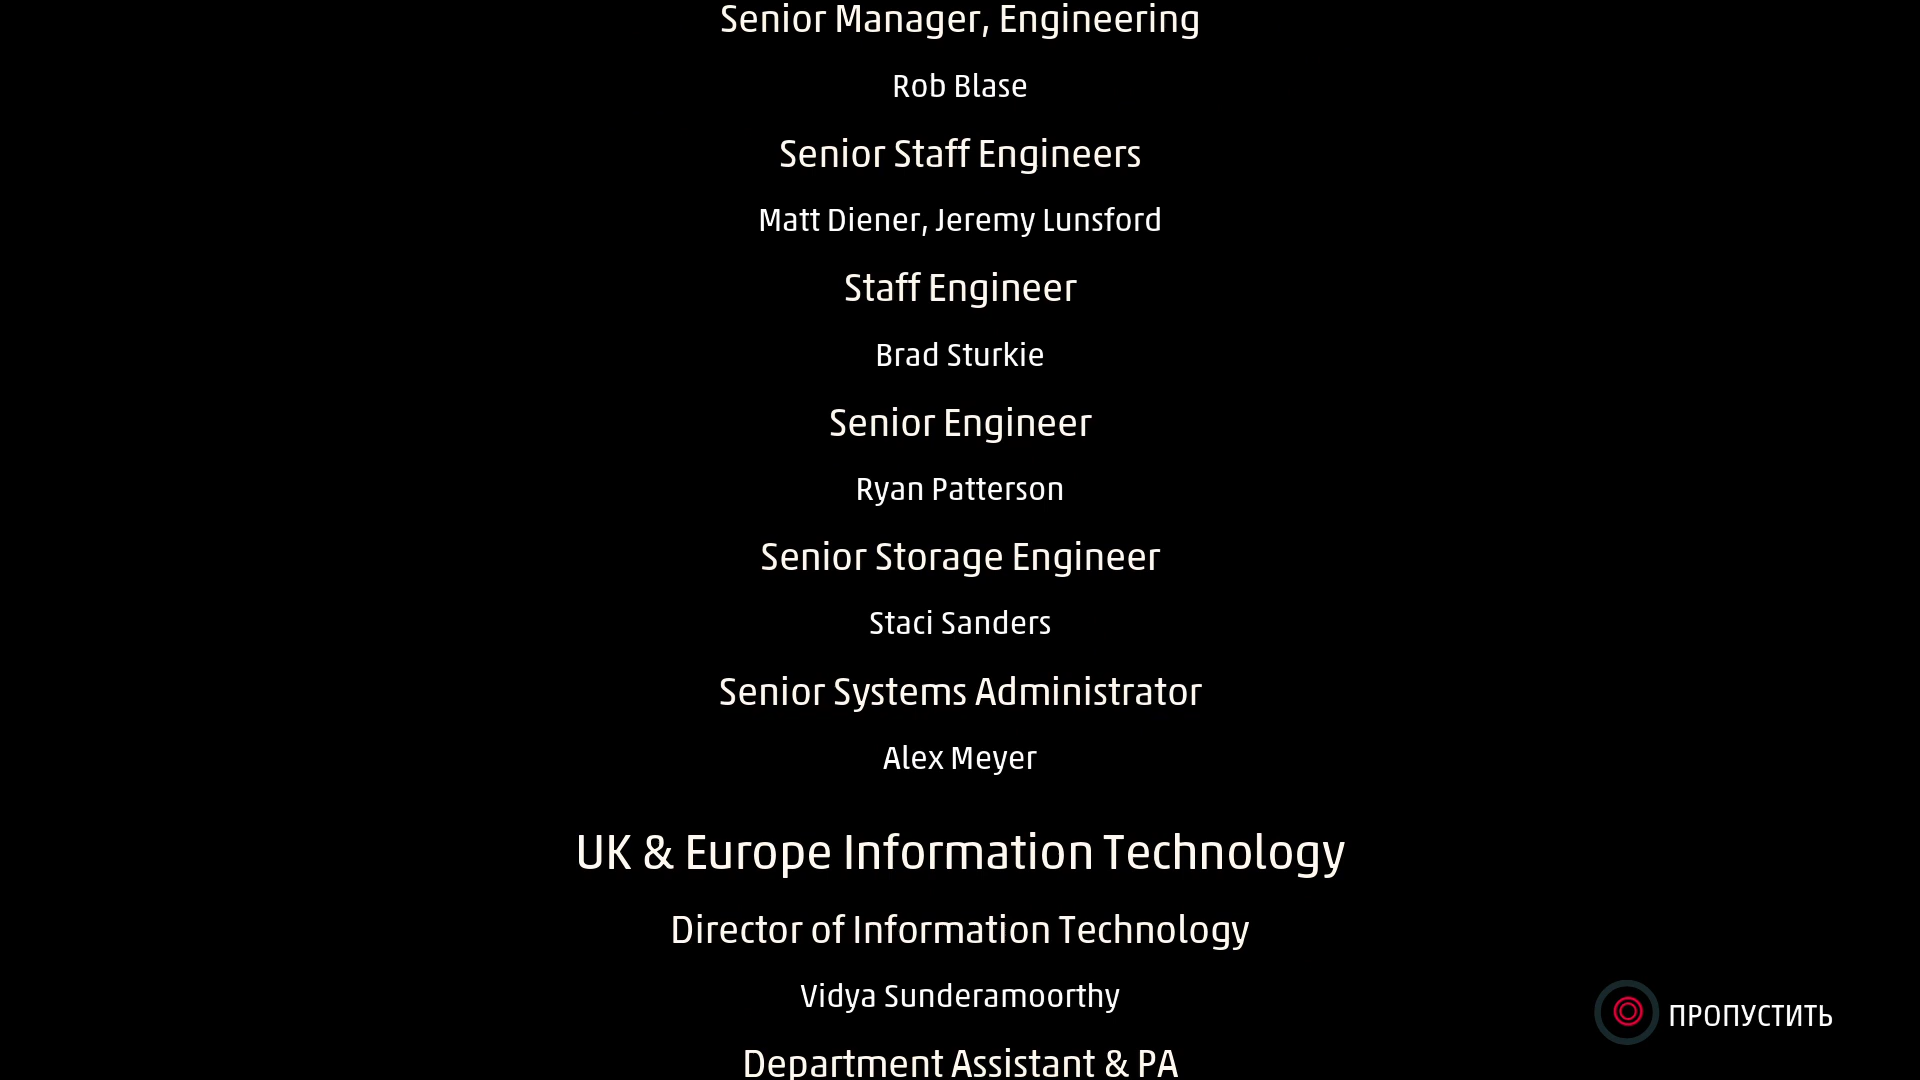 Senior Manager, Engineering
Rob Blase
Senior Staff Engineers
Matt Diener, Jeremy Lunsford
Staff Engineer
Brad Sturkie
Senior Engineer
Ryan Patterson
Senior Storage Engineer
Staci Sanders
Senior Systems Administrator
Alex Meyer
UK & Europe Information Technology
Director of Information Technology
Vidya Sunderamoorthy
Department Assistant & PA
ПРОПУСТИТЬ